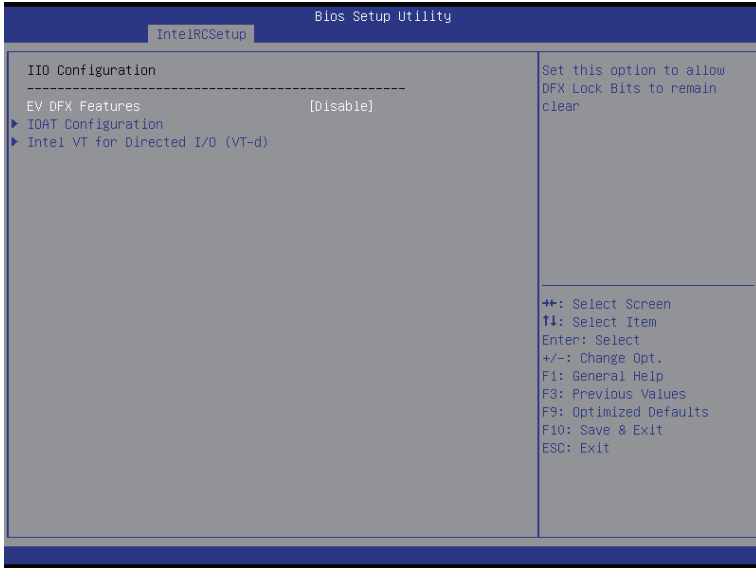 Bios Setup Utility
IntelRCSetup
IIO Configuration
--------------------------------------------------
EV DFX Features [Disable]
IOAT Configuration
Intel VT for Directed I/O (VT-d)
Set this option to allow
DFX Lock Bits to remain
clear
→←: Select Screen
↑↓: Select Item
Enter: Select
+/-: Change Opt.
F1: General Help
F3: Previous Values
F9: Optimized Defaults
F10: Save & Exit
ESC: Exit